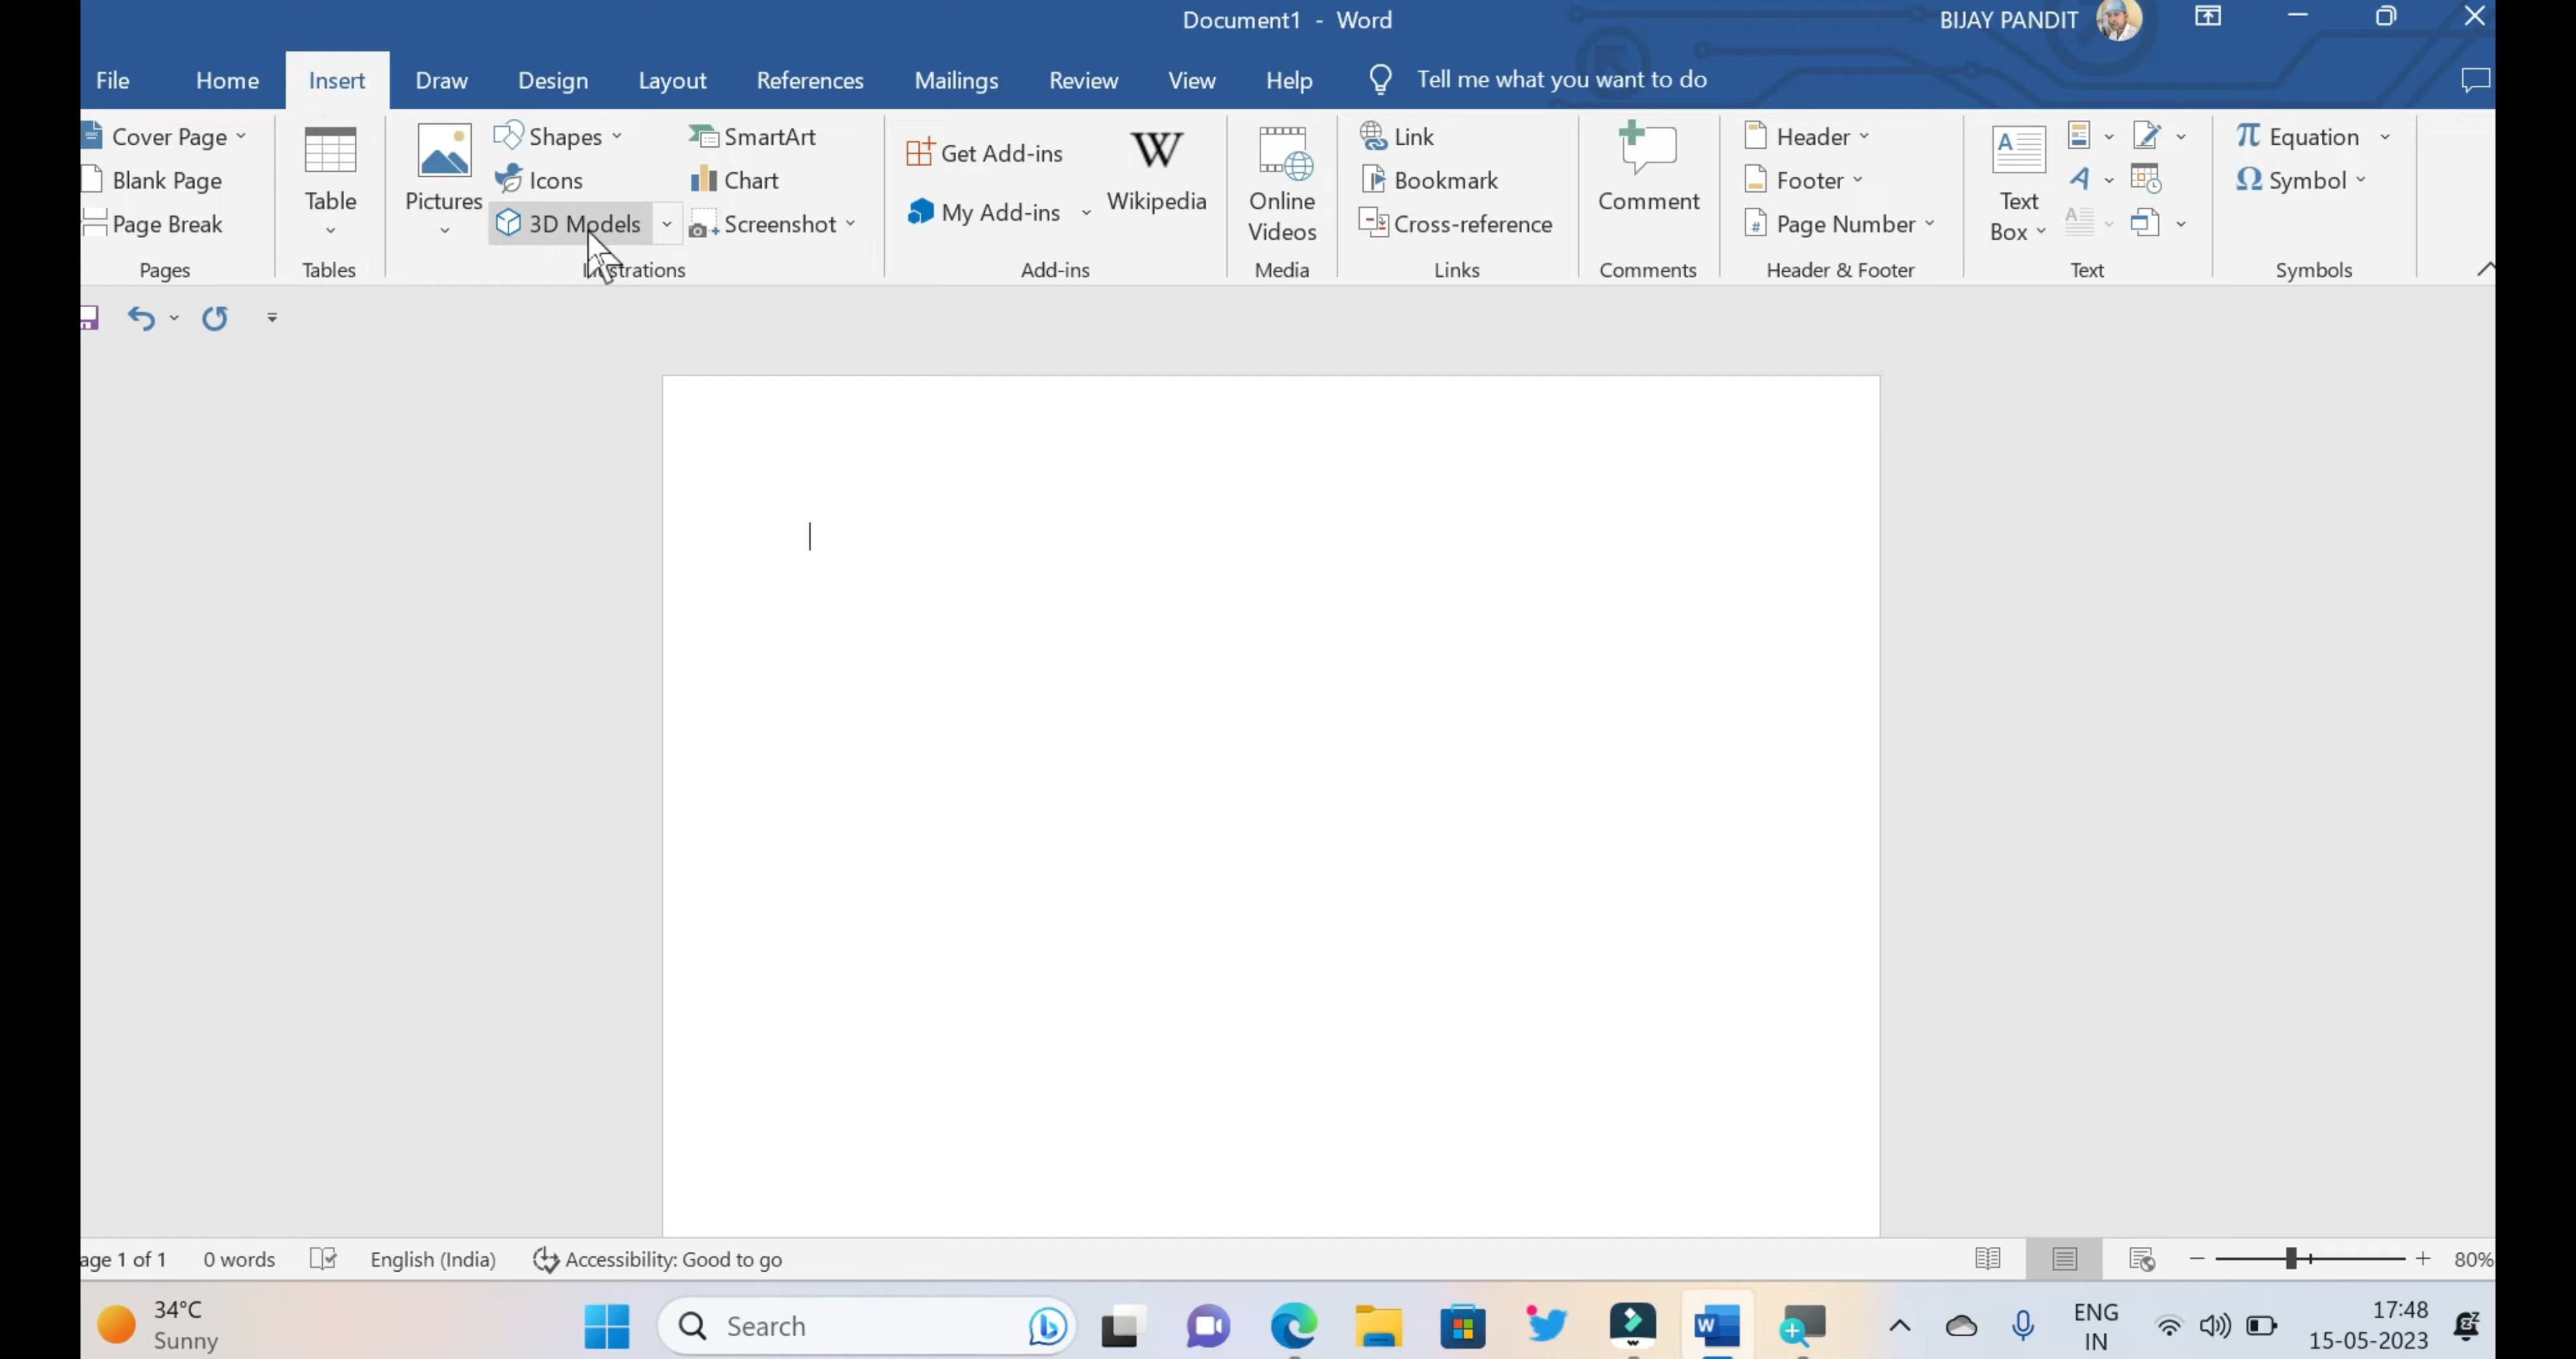 Document1 - Word
BIJAY PANDIT
File Home Insert Draw Design Layout References Mailings Review View Help Tell me what you want to do
Cover Page
Blank Page
Page Break
Pages
Table
Tables
Pictures
Shapes
Icons
3D Models
SmartArt
Chart
Screenshot
Illustrations
Get Add-ins
My Add-ins
W
Wikipedia
Add-ins
Online
Videos
Media
Link
Bookmark
Cross-reference
Links
Comment
Comments
Header
Footer
# Page Number
Header & Footer
A
Text
Box
A
A
Text
π Equation
Ω Symbol
Symbols
age 1 of 1 0 words English (India) Accessibility: Good to go 80%
34°C
Sunny
Search
W
ENG
IN
17:48
15-05-2023